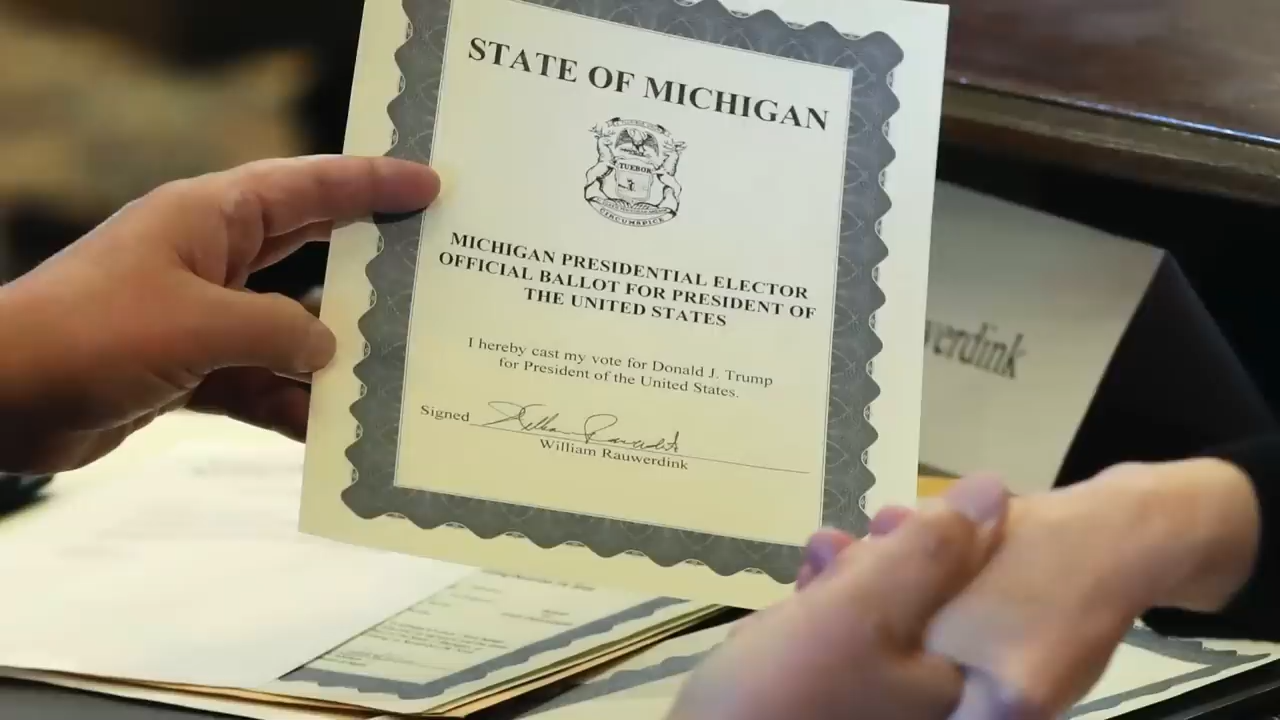 STATE OF MICHIGAN
TUEBOR
CIRCUMSPICE
MICHIGAN PRESIDENTIAL ELECTOR
OFFICIAL BALLOT FOR PRESIDENT OF
THE UNITED STATES
I hereby cast my vote for Donald J. Trump
for President of the United States.
Signed
William Rauwerdink
werdink